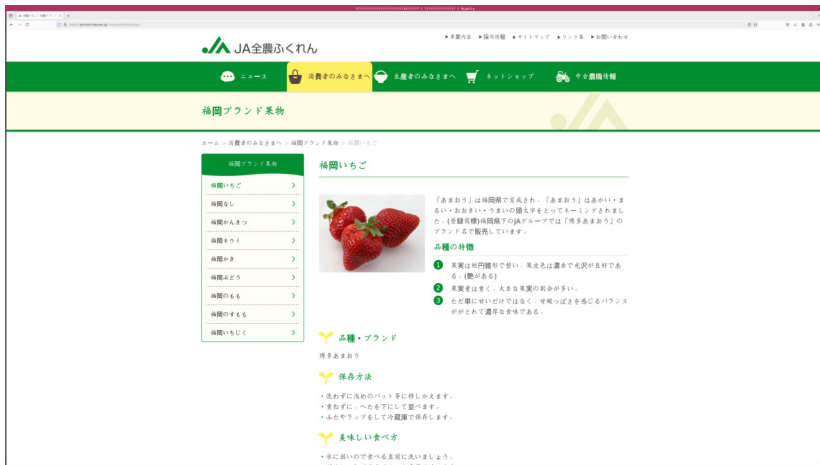 ▶事業内容 ▶採用情報 ▶サイトマップ ▶リンク集 ▶お問い合わせ
JA全農ふくれん
ニュース
消費者のみなさまへ
生産者のみなさまへ
ネットショップ
中古農機情報
福岡ブランド果物
ホーム > 消費者のみなさまへ > 福岡ブランド果物 > 福岡いちご
福岡ブランド果物
福岡いちご
福岡なし
福岡かんきつ
福岡キウイ
福岡かき
福岡ぶどう
福岡のもも
福岡のすもも
福岡いちじく
福岡いちご
「あまおう」は福岡県で育成され、「あまおう」はあかい・ま
るい・おおきい・うまいの頭文字をとってネーミングされまし
た。(登録商標)福岡県下のJAグループでは「博多あまおう」の
ブランド名で販売しています。
品種の特徴
1 果実は短円錐形で整い、果皮色は濃赤で光沢が良好であ
る。(艶がある)
2 果実重は重く、大きな果実の割合が多い。
3 ただ単に甘いだけではなく、甘酸っぱさを感じるバランス
がとれて濃厚な食味である。
品種・ブランド
博多あまおう
保存方法
・洗わずに浅めのバット等に移しかえます。
・重ねずに、へたを下にして並べます。
・ふたやラップをして冷蔵庫で保存します。
美味しい食べ方
・水に弱いので食べる直前に洗いましょう。